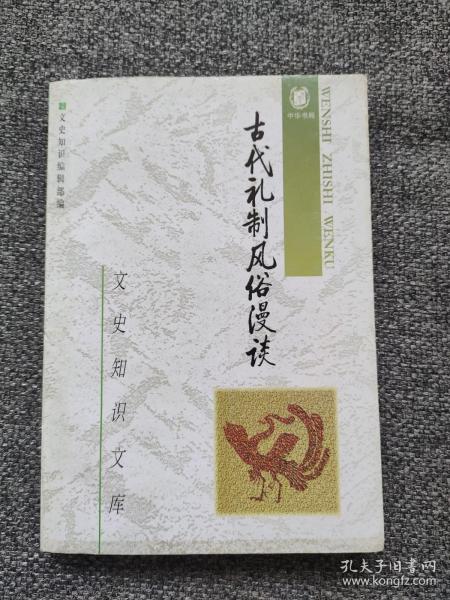 文史知识编辑部编
中华书局
WENSHI ZHISHI WENKU
古代礼制风俗漫谈
文史知识文库
孔夫子旧书网
www.kongfz.com